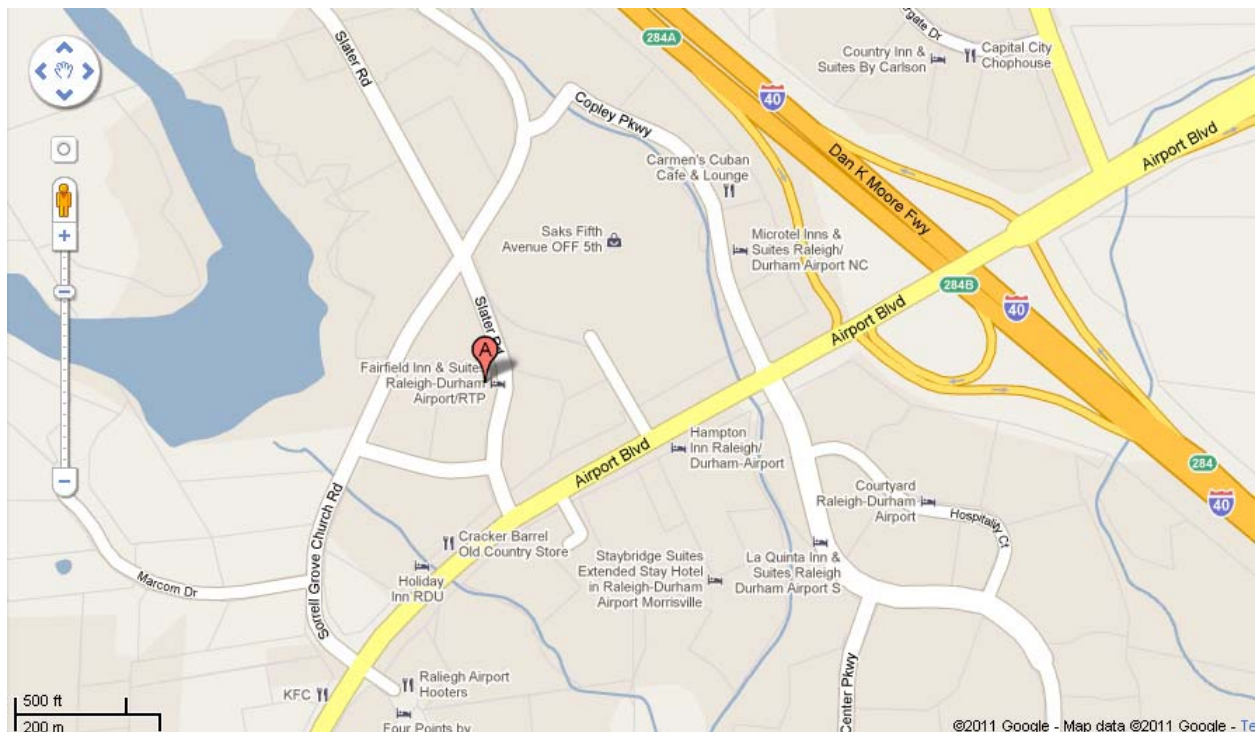 Slater Rd
284A
rgate Dr
Country Inn &
Suites By Carlson
Capital City
Chophouse
40
Copley Pkwy
Dan K Moore Fwy
Airport Blvd
Carmen's Cuban
Cafe & Lounge
Saks Fifth
Avenue OFF 5th
Microtel Inns &
Suites Raleigh/
Durham Airport NC
284B
40
Airport Blvd
Slater Rd
A
Fairfield Inn & Suites
Raleigh-Durham
Airport/RTP
Hampton
Inn Raleigh/
Durham-Airport
Airport Blvd
284
40
Courtyard
Raleigh-Durham
Airport
Hospitality Ct
Sorrell Grove Church Rd
Cracker Barrel
Old Country Store
Holiday
Inn RDU
Staybridge Suites
Extended Stay Hotel
in Raleigh-Durham
Airport Morrisville
La Quinta Inn &
Suites Raleigh
Durham Airport S
Marcom Dr
Raliegh Airport
Hooters
KFC
Four Points by
Center Pkwy
500 ft
200 m
©2011 Google - Map data ©2011 Google - Te